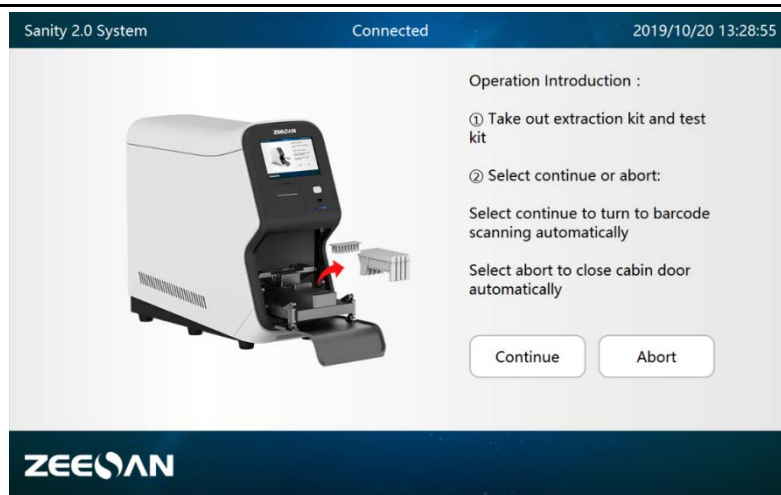 Sanity 2.0 System
Connected
2019/10/20 13:28:55
Operation Introduction：
① Take out extraction kit and test
kit
② Select continue or abort:
Select continue to turn to barcode
scanning automatically
Select abort to close cabin door
automatically
Continue
Abort
ZEESAN
ZEESAN